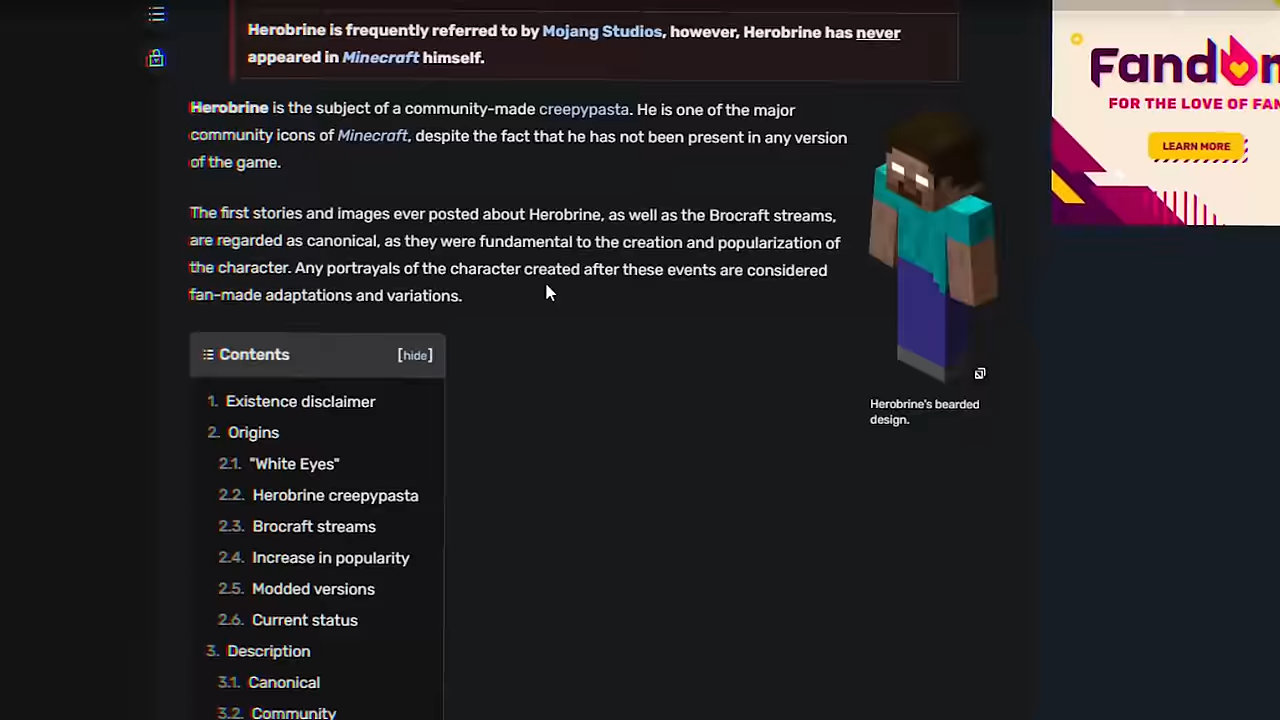 Herobrine is frequently referred to by Mojang Studios, however, Herobrine has never
appeared in Minecraft himself.
Herobrine is the subject of a community-made creepypasta. He is one of the major
community icons of Minecraft, despite the fact that he has not been present in any version
of the game.
The first stories and images ever posted about Herobrine, as well as the Brocraft streams,
are regarded as canonical, as they were fundamental to the creation and popularization of
the character. Any portrayals of the character created after these events are considered
fan-made adaptations and variations.
Herobrine's bearded
design.
Contents [hide]
1. Existence disclaimer
2. Origins
2.1. "White Eyes"
2.2. Herobrine creepypasta
2.3. Brocraft streams
2.4. Increase in popularity
2.5. Modded versions
2.6. Current status
3. Description
3.1. Canonical
3.2. Community
Fandom
FOR THE LOVE OF FAN
LEARN MORE